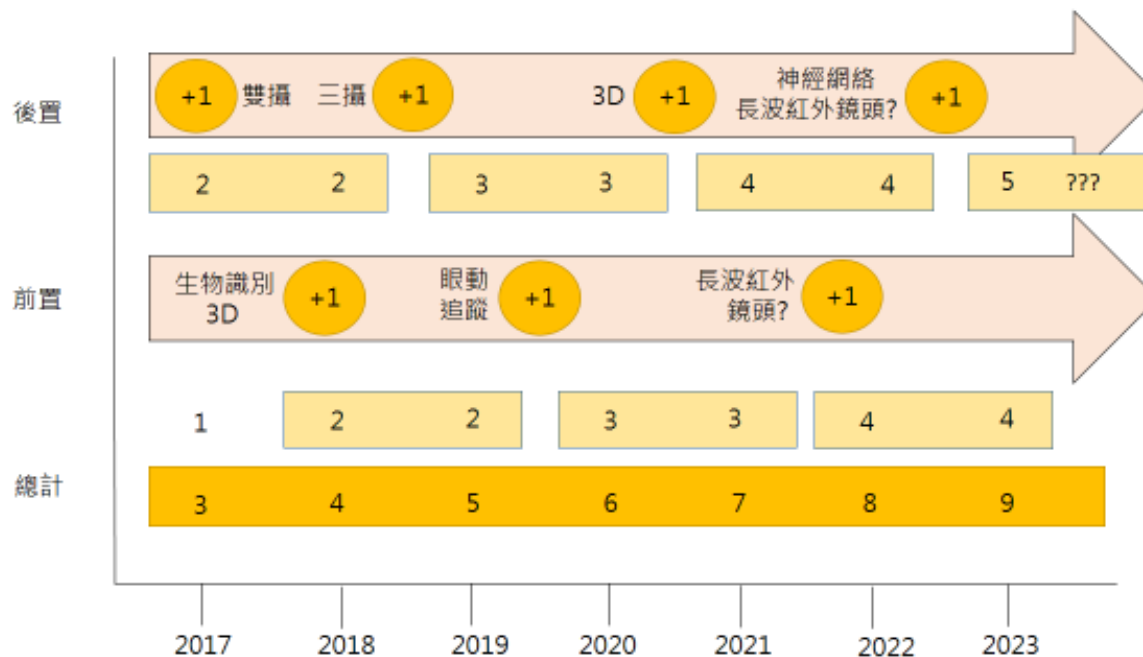 後置
+1 雙攝 三攝 +1 3D +1 神經網絡
長波紅外鏡頭? +1
2 2 3 3 4 4 5 ???
前置
生物識別
3D +1 眼動
追蹤 +1 長波紅外
鏡頭? +1
1 2 2 3 3 4 4
總計
3 4 5 6 7 8 9
2017 2018 2019 2020 2021 2022 2023